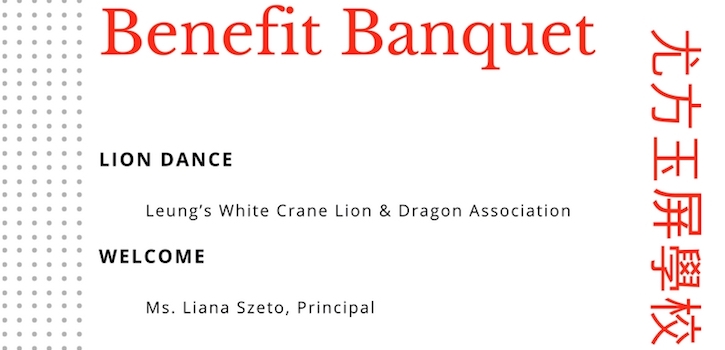 Benefit Banquet
LION DANCE
Leung’s White Crane Lion & Dragon Association
WELCOME
Ms. Liana Szeto, Principal
尤方玉屏學校